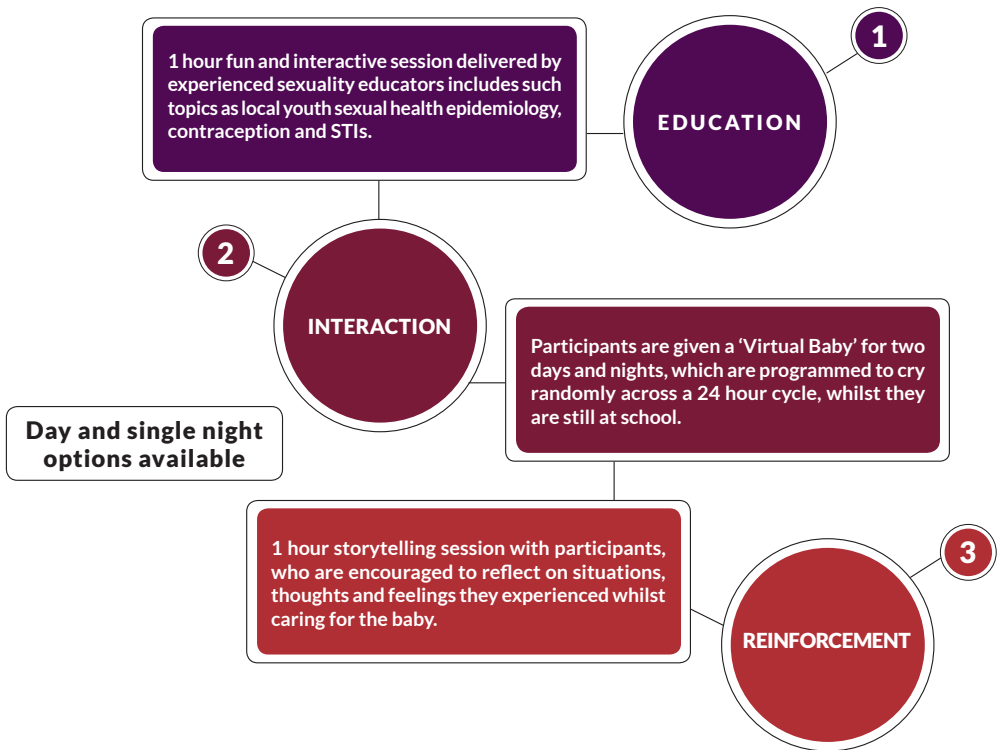 1
EDUCATION
1 hour fun and interactive session delivered by
experienced sexuality educators includes such
topics as local youth sexual health epidemiology,
contraception and STIs.
2
INTERACTION
Participants are given a ‘Virtual Baby’ for two
days and nights, which are programmed to cry
randomly across a 24 hour cycle, whilst they
are still at school.
Day and single night
options available
3
REINFORCEMENT
1 hour storytelling session with participants,
who are encouraged to reflect on situations,
thoughts and feelings they experienced whilst
caring for the baby.